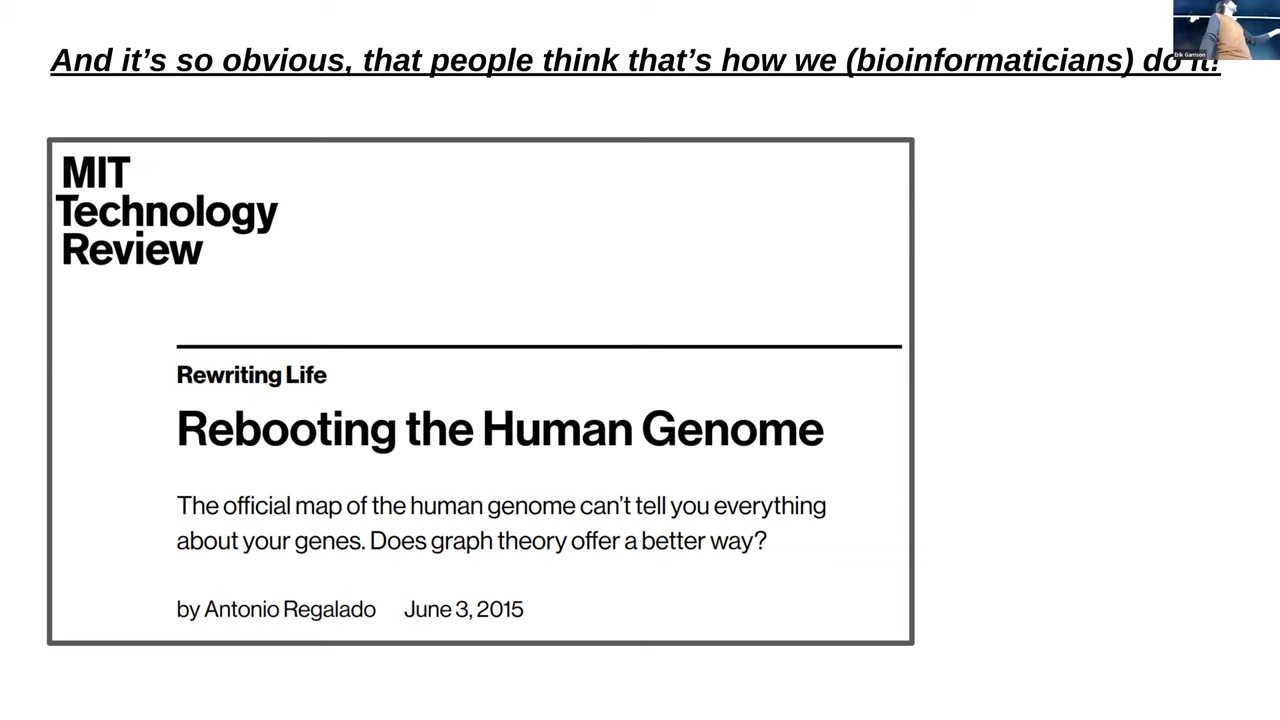 And it’s so obvious, that people think that’s how we (bioinformaticians) do it!
Erik Garrison
MIT
Technology
Review
Rewriting Life
Rebooting the Human Genome
The official map of the human genome can’t tell you everything
about your genes. Does graph theory offer a better way?
by Antonio Regalado June 3, 2015